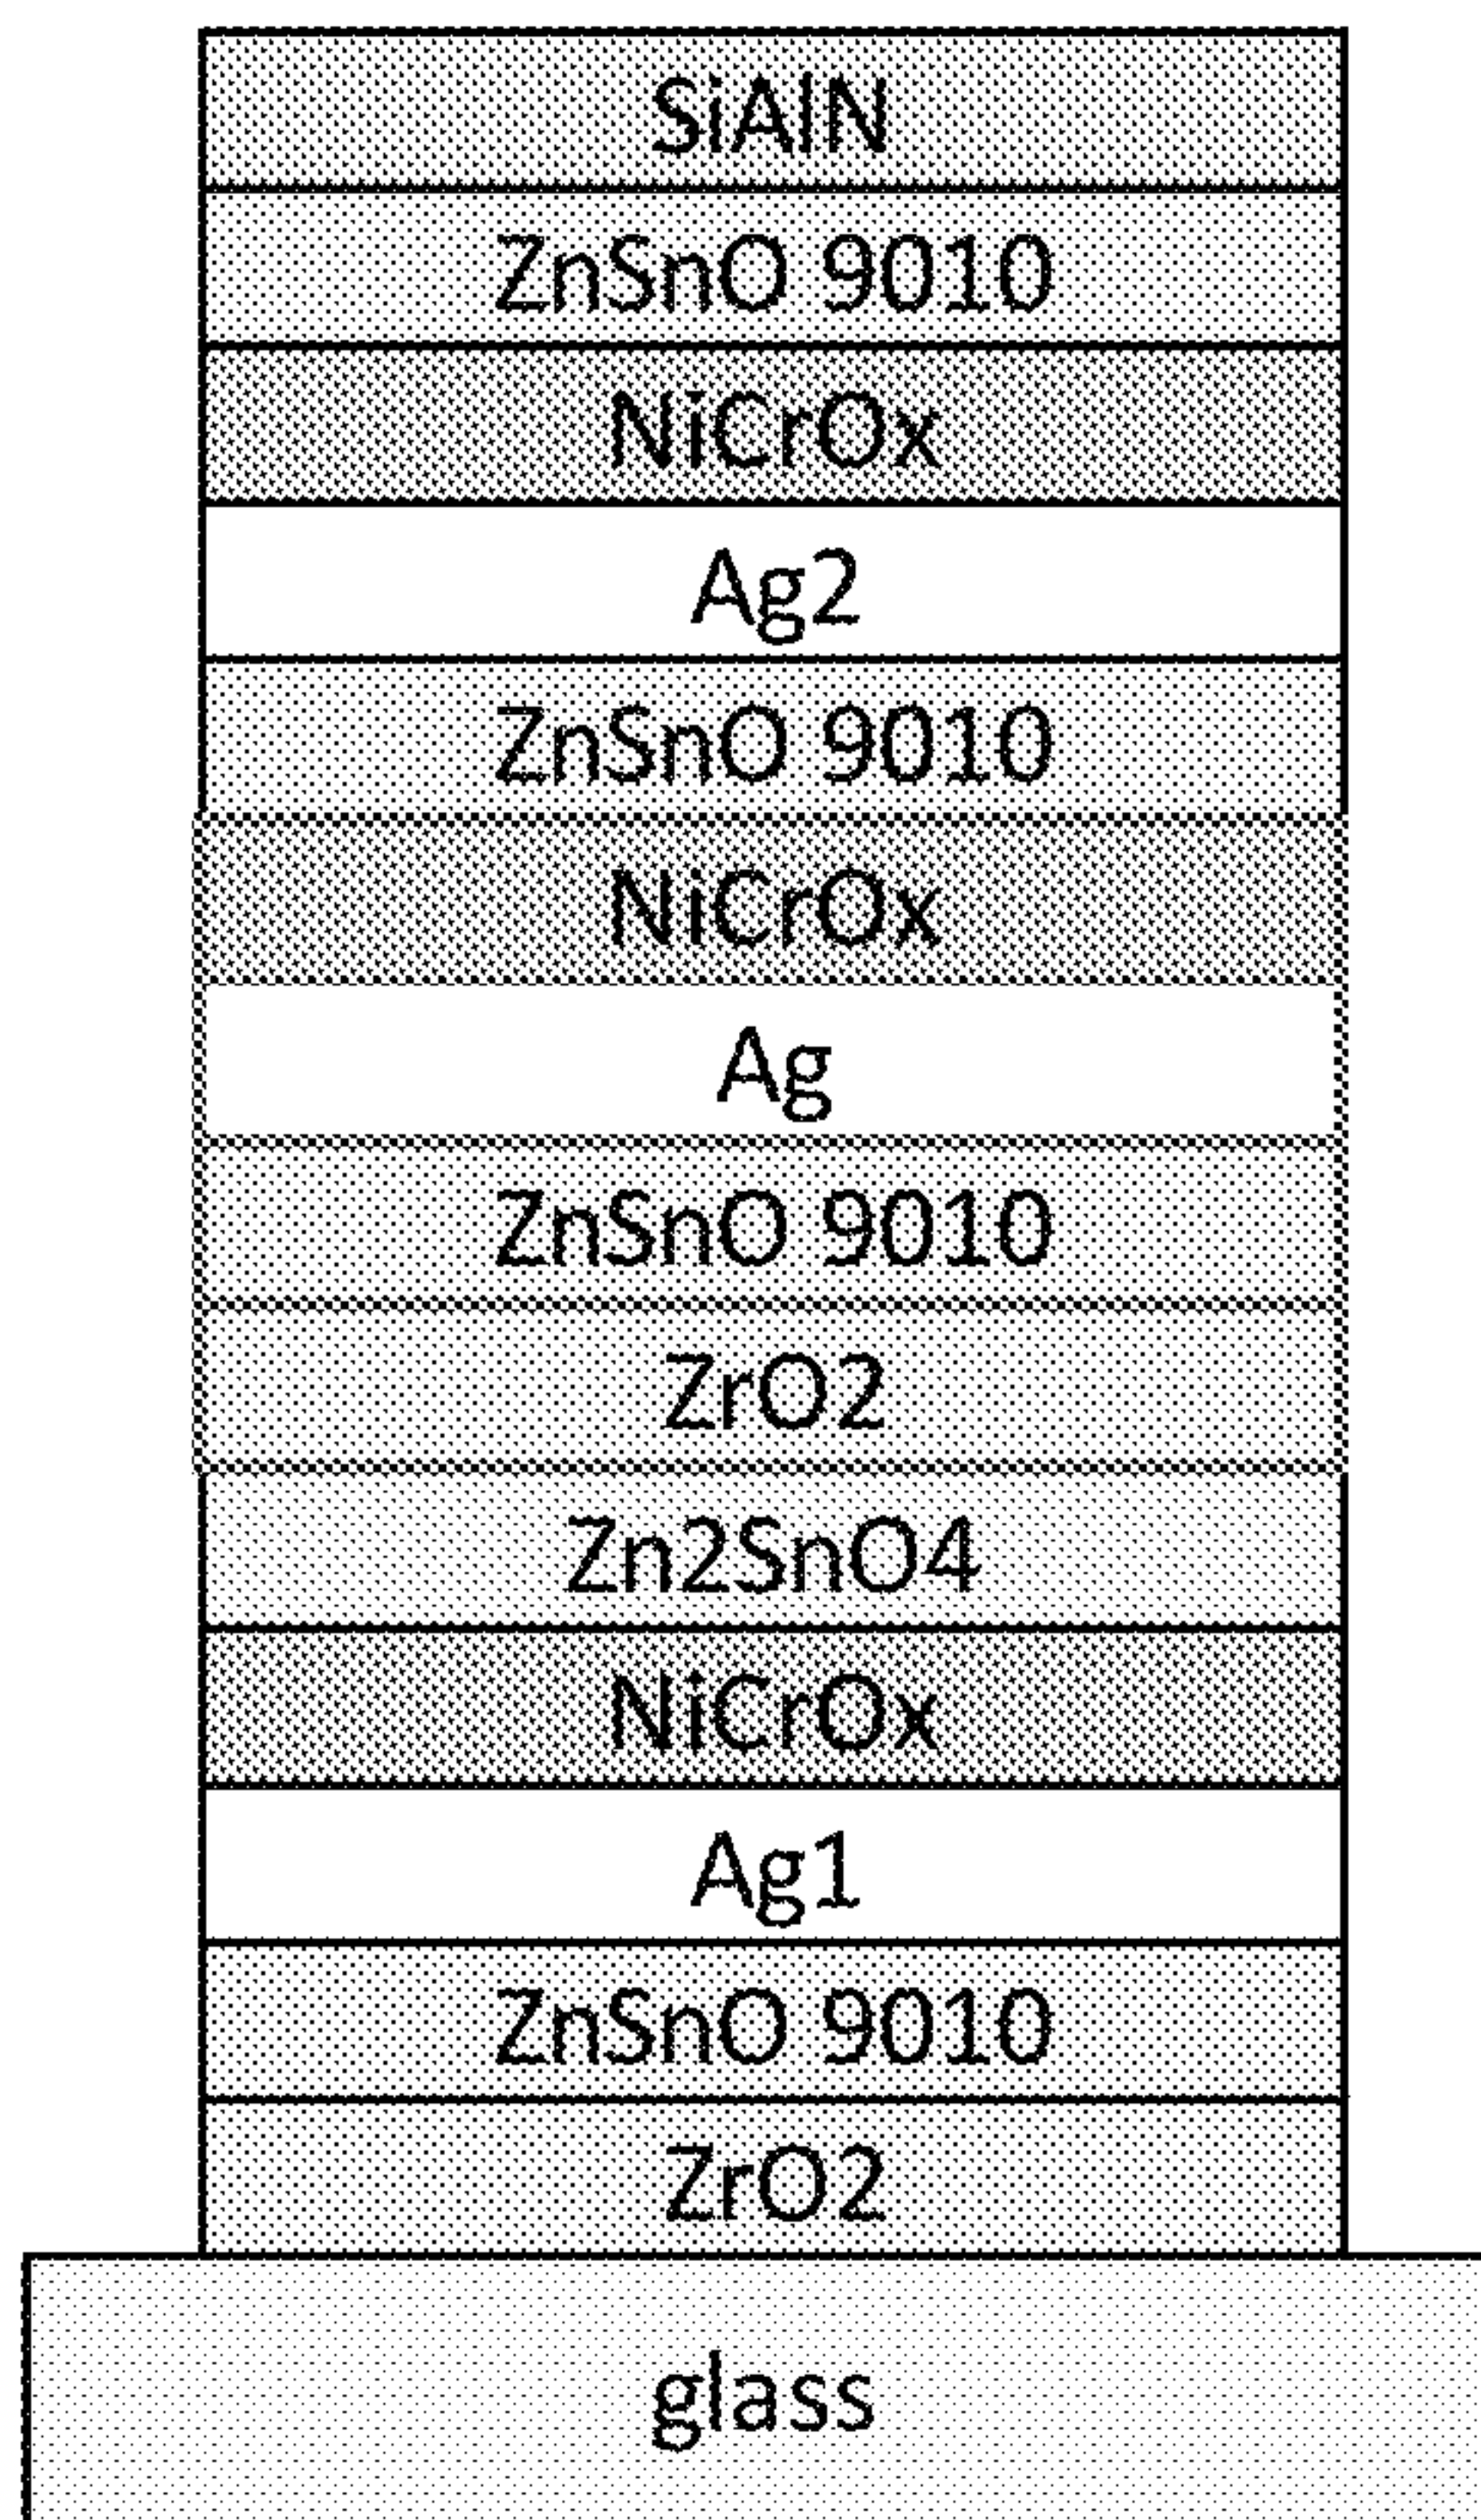 SiAlN
ZnSnO 9010
NiCrOx
Ag2
ZnSnO 9010
NiCrOx
Ag
ZnSnO 9010
ZrO2
Zn2SnO4
NiCrOx
Ag1
ZnSnO 9010
ZrO2
glass